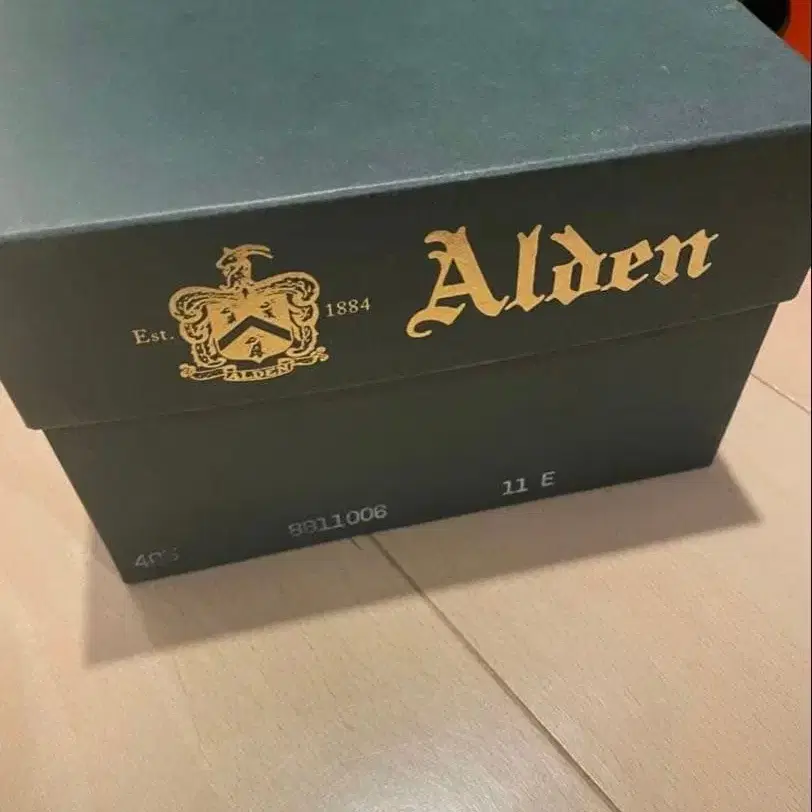 Est.
1884
ALDEN
Alden
8811006
11 E